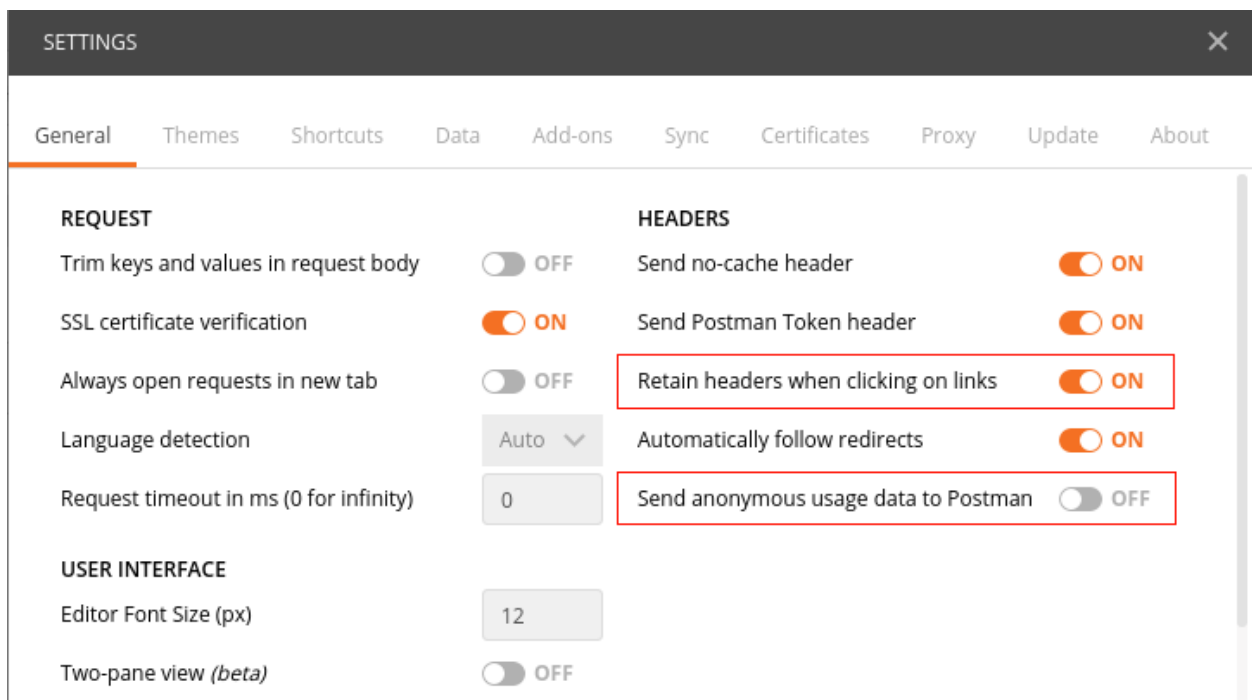 SETTINGS
General Themes Shortcuts Data Add-ons Sync Certificates Proxy Update About
REQUEST
Trim keys and values in request body OFF
SSL certificate verification ON
Always open requests in new tab OFF
Language detection Auto
Request timeout in ms (0 for infinity) 0
USER INTERFACE
Editor Font Size (px) 12
Two-pane view (beta) OFF
HEADERS
Send no-cache header ON
Send Postman Token header ON
Retain headers when clicking on links ON
Automatically follow redirects ON
Send anonymous usage data to Postman OFF